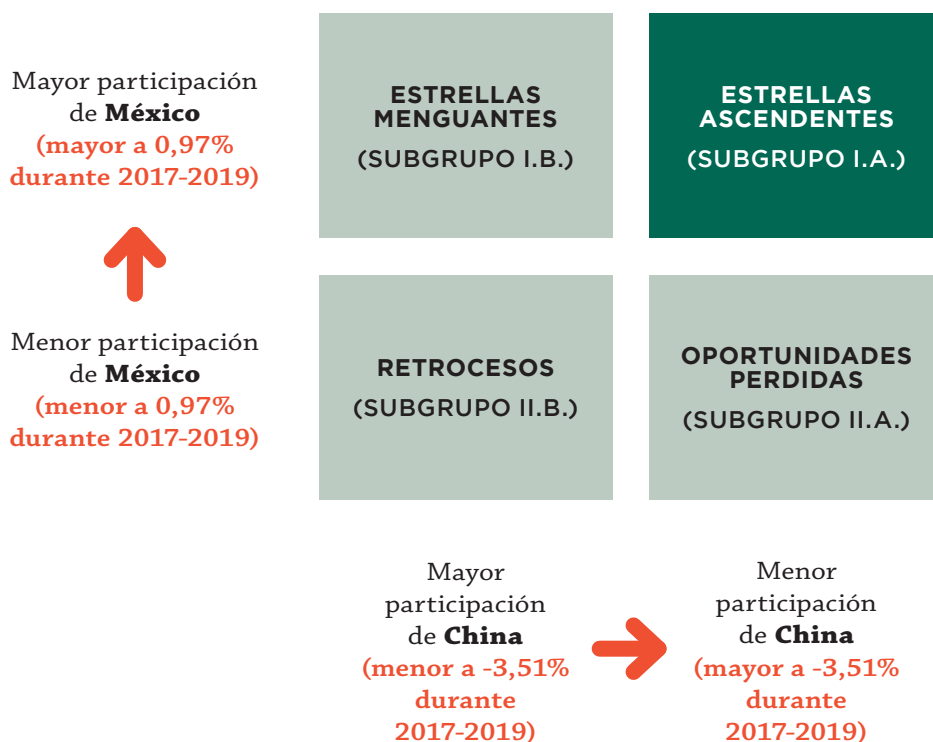 Mayor participación
de México
(mayor a 0,97%
durante 2017-2019)
ESTRELLAS
MENGUANTES
(SUBGRUPO I.B.)
ESTRELLAS
ASCENDENTES
(SUBGRUPO I.A.)
Menor participación
de México
(menor a 0,97%
durante 2017-2019)
RETROCESOS
(SUBGRUPO II.B.)
OPORTUNIDADES
PERDIDAS
(SUBGRUPO II.A.)
Mayor
participación
de China
(menor a -3,51%
durante
2017-2019)
Menor
participación
de China
(mayor a -3,51%
durante
2017-2019)